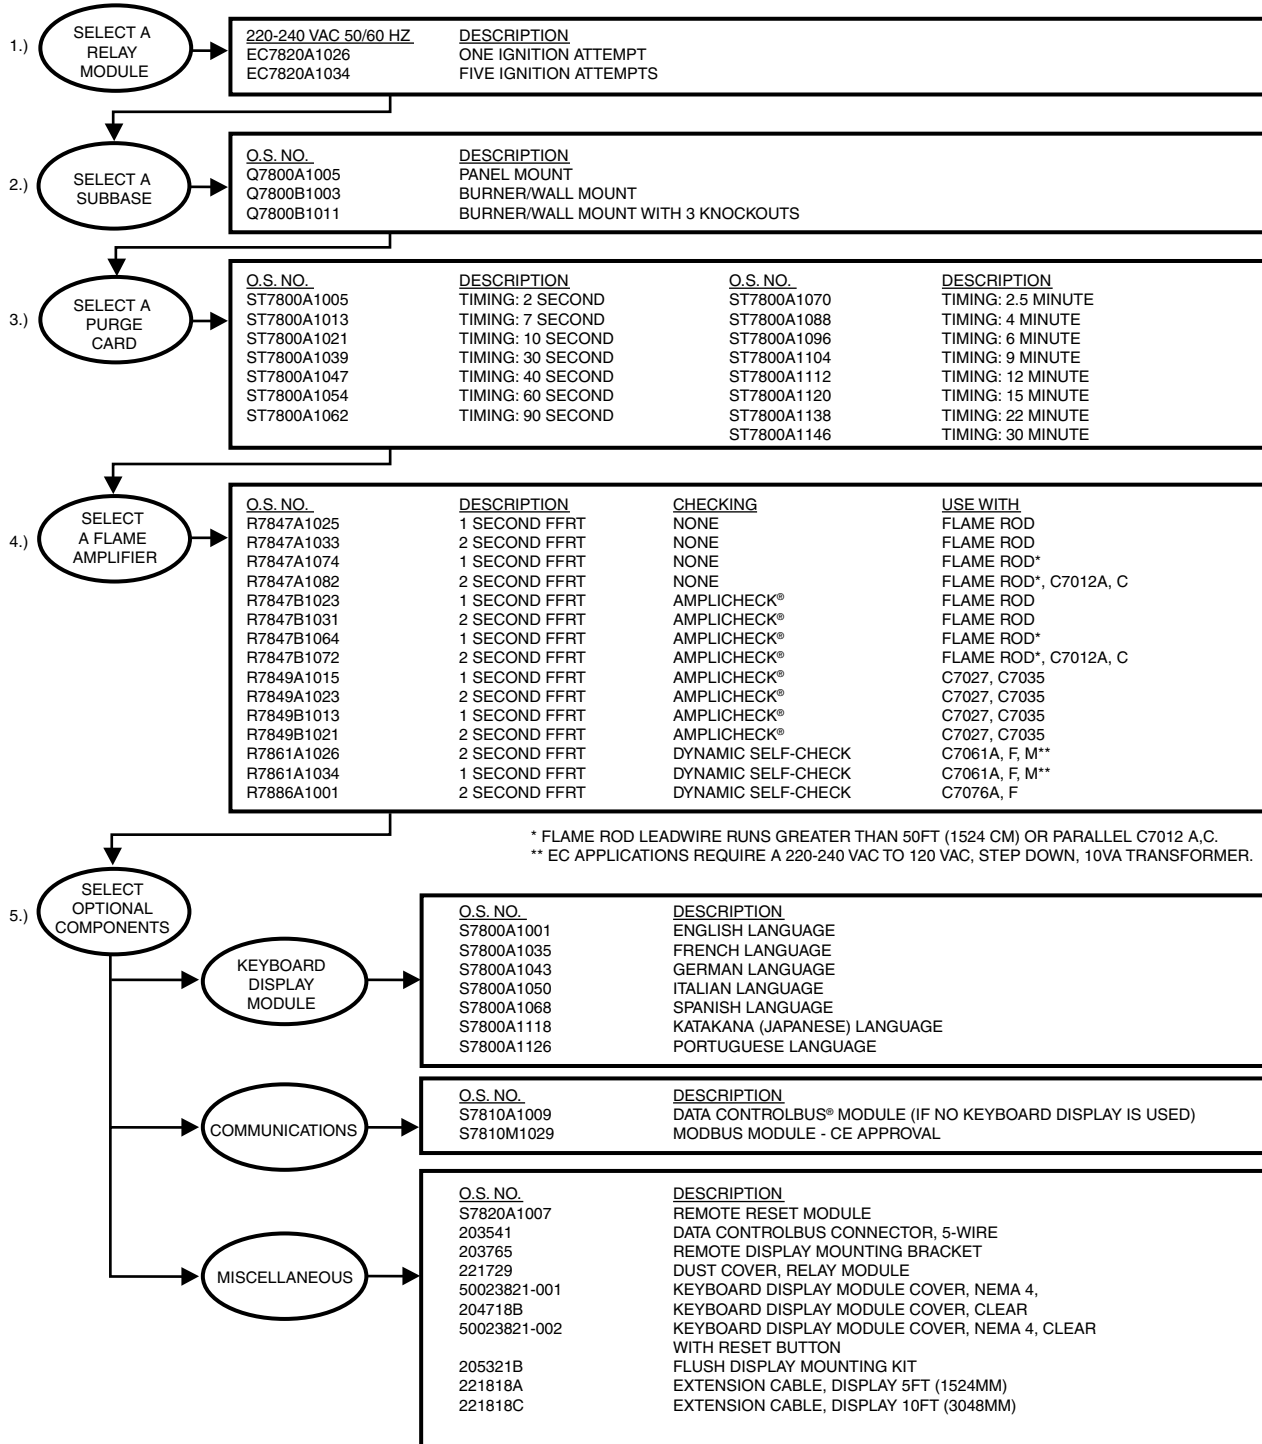 1.) SELECT A RELAY MODULE
220-240 VAC 50/60 HZ DESCRIPTION
EC7820A1026 ONE IGNITION ATTEMPT
EC7820A1034 FIVE IGNITION ATTEMPTS
2.) SELECT A SUBBASE
O.S. NO. DESCRIPTION
Q7800A1005 PANEL MOUNT
Q7800B1003 BURNER/WALL MOUNT
Q7800B1011 BURNER/WALL MOUNT WITH 3 KNOCKOUTS
3.) SELECT A PURGE CARD
O.S. NO. DESCRIPTION O.S. NO. DESCRIPTION
ST7800A1005 TIMING: 2 SECOND ST7800A1070 TIMING: 2.5 MINUTE
ST7800A1013 TIMING: 7 SECOND ST7800A1088 TIMING: 4 MINUTE
ST7800A1021 TIMING: 10 SECOND ST7800A1096 TIMING: 6 MINUTE
ST7800A1039 TIMING: 30 SECOND ST7800A1104 TIMING: 9 MINUTE
ST7800A1047 TIMING: 40 SECOND ST7800A1112 TIMING: 12 MINUTE
ST7800A1054 TIMING: 60 SECOND ST7800A1120 TIMING: 15 MINUTE
ST7800A1062 TIMING: 90 SECOND ST7800A1138 TIMING: 22 MINUTE
ST7800A1146 TIMING: 30 MINUTE
4.) SELECT A FLAME AMPLIFIER
O.S. NO. DESCRIPTION CHECKING USE WITH
R7847A1025 1 SECOND FFRT NONE FLAME ROD
R7847A1033 2 SECOND FFRT NONE FLAME ROD
R7847A1074 1 SECOND FFRT NONE FLAME ROD*
R7847A1082 2 SECOND FFRT NONE FLAME ROD*, C7012A, C
R7847B1023 1 SECOND FFRT AMPLICHECK® FLAME ROD
R7847B1031 2 SECOND FFRT AMPLICHECK® FLAME ROD
R7847B1064 1 SECOND FFRT AMPLICHECK® FLAME ROD*
R7847B1072 2 SECOND FFRT AMPLICHECK® FLAME ROD*, C7012A, C
R7849A1015 1 SECOND FFRT AMPLICHECK® C7027, C7035
R7849A1023 2 SECOND FFRT AMPLICHECK® C7027, C7035
R7849B1013 1 SECOND FFRT AMPLICHECK® C7027, C7035
R7849B1021 2 SECOND FFRT AMPLICHECK® C7027, C7035
R7861A1026 2 SECOND FFRT DYNAMIC SELF-CHECK C7061A, F, M**
R7861A1034 1 SECOND FFRT DYNAMIC SELF-CHECK C7061A, F, M**
R7886A1001 2 SECOND FFRT DYNAMIC SELF-CHECK C7076A, F
* FLAME ROD LEADWIRE RUNS GREATER THAN 50FT (1524 CM) OR PARALLEL C7012 A,C.
** EC APPLICATIONS REQUIRE A 220-240 VAC TO 120 VAC, STEP DOWN, 10VA TRANSFORMER.
5.) SELECT OPTIONAL COMPONENTS
KEYBOARD DISPLAY MODULE
O.S. NO. DESCRIPTION
S7800A1001 ENGLISH LANGUAGE
S7800A1035 FRENCH LANGUAGE
S7800A1043 GERMAN LANGUAGE
S7800A1050 ITALIAN LANGUAGE
S7800A1068 SPANISH LANGUAGE
S7800A1118 KATAKANA (JAPANESE) LANGUAGE
S7800A1126 PORTUGUESE LANGUAGE
COMMUNICATIONS
O.S. NO. DESCRIPTION
S7810A1009 DATA CONTROLBUS® MODULE (IF NO KEYBOARD DISPLAY IS USED)
S7810M1029 MODBUS MODULE - CE APPROVAL
MISCELLANEOUS
O.S. NO. DESCRIPTION
S7820A1007 REMOTE RESET MODULE
203541 DATA CONTROLBUS CONNECTOR, 5-WIRE
203765 REMOTE DISPLAY MOUNTING BRACKET
221729 DUST COVER, RELAY MODULE
50023821-001 KEYBOARD DISPLAY MODULE COVER, NEMA 4,
204718B KEYBOARD DISPLAY MODULE COVER, CLEAR
50023821-002 KEYBOARD DISPLAY MODULE COVER, NEMA 4, CLEAR
WITH RESET BUTTON
205321B FLUSH DISPLAY MOUNTING KIT
221818A EXTENSION CABLE, DISPLAY 5FT (1524MM)
221818C EXTENSION CABLE, DISPLAY 10FT (3048MM)